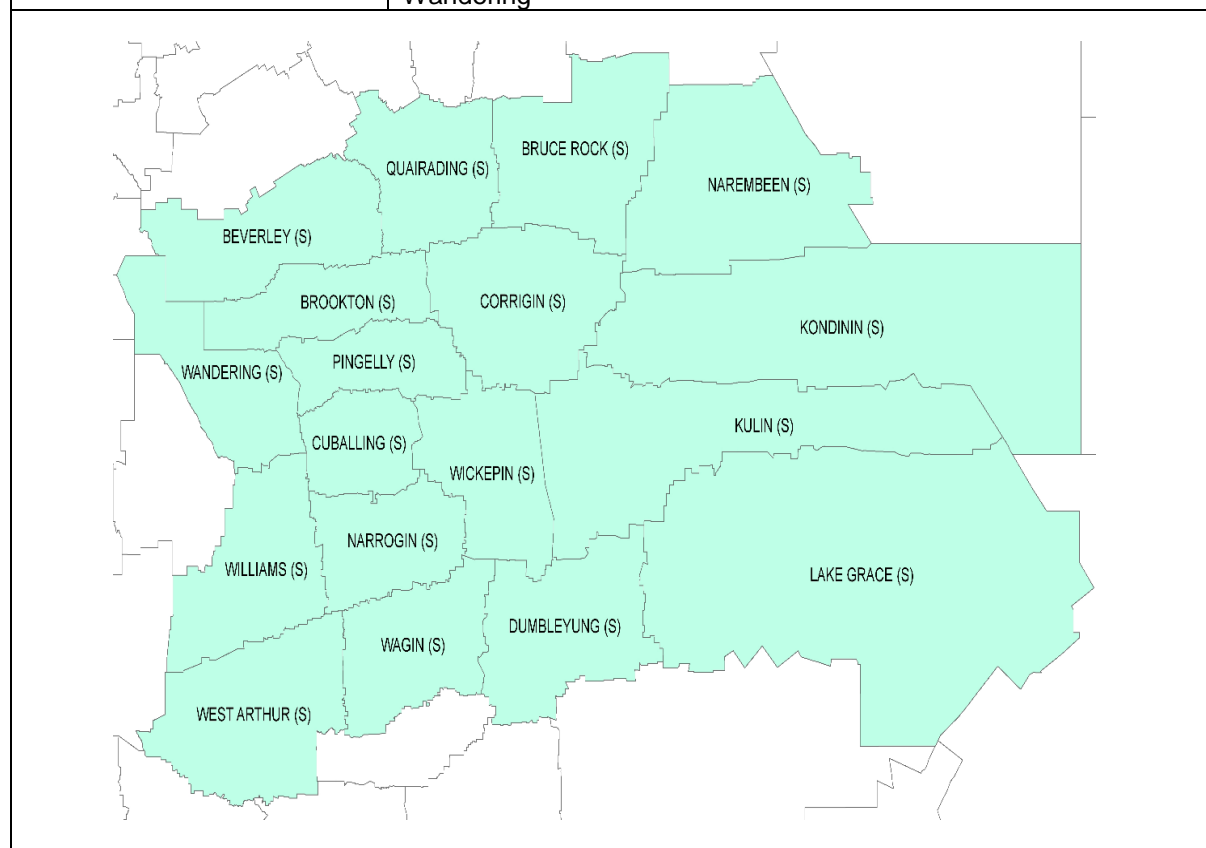 Wandering
BRUCE ROCK (S)
QUAIRADING (S)
NAREMBEEN (S)
BEVERLEY (S)
BROOKTON (S)
CORRIGIN (S)
KONDININ (S)
PINGELLY (S)
WANDERING (S)
KULIN (S)
CUBALLING (S)
WICKEPIN (S)
NARROGIN (S)
WILLIAMS (S)
LAKE GRACE (S)
DUMBLEYUNG (S)
WAGIN (S)
WEST ARTHUR (S)